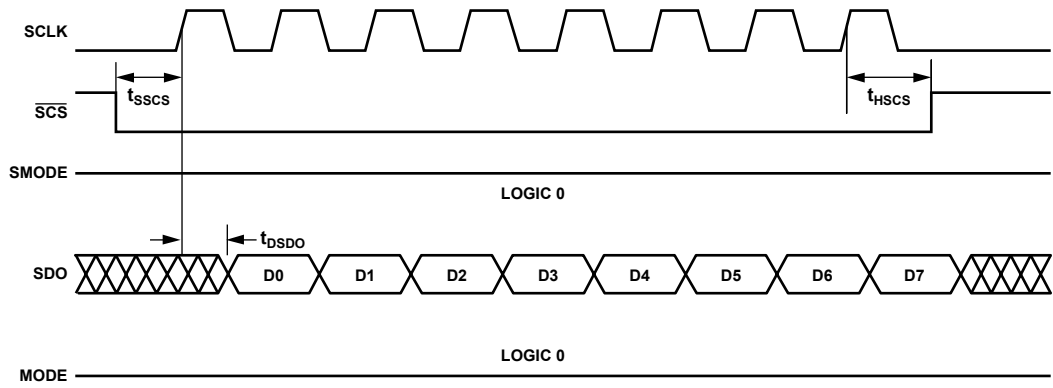 SCLK
tSSCS
tHSCS
SCS
SMODE
LOGIC 0
tDSDO
SDO
D0 D1 D2 D3 D4 D5 D6 D7
LOGIC 0
MODE